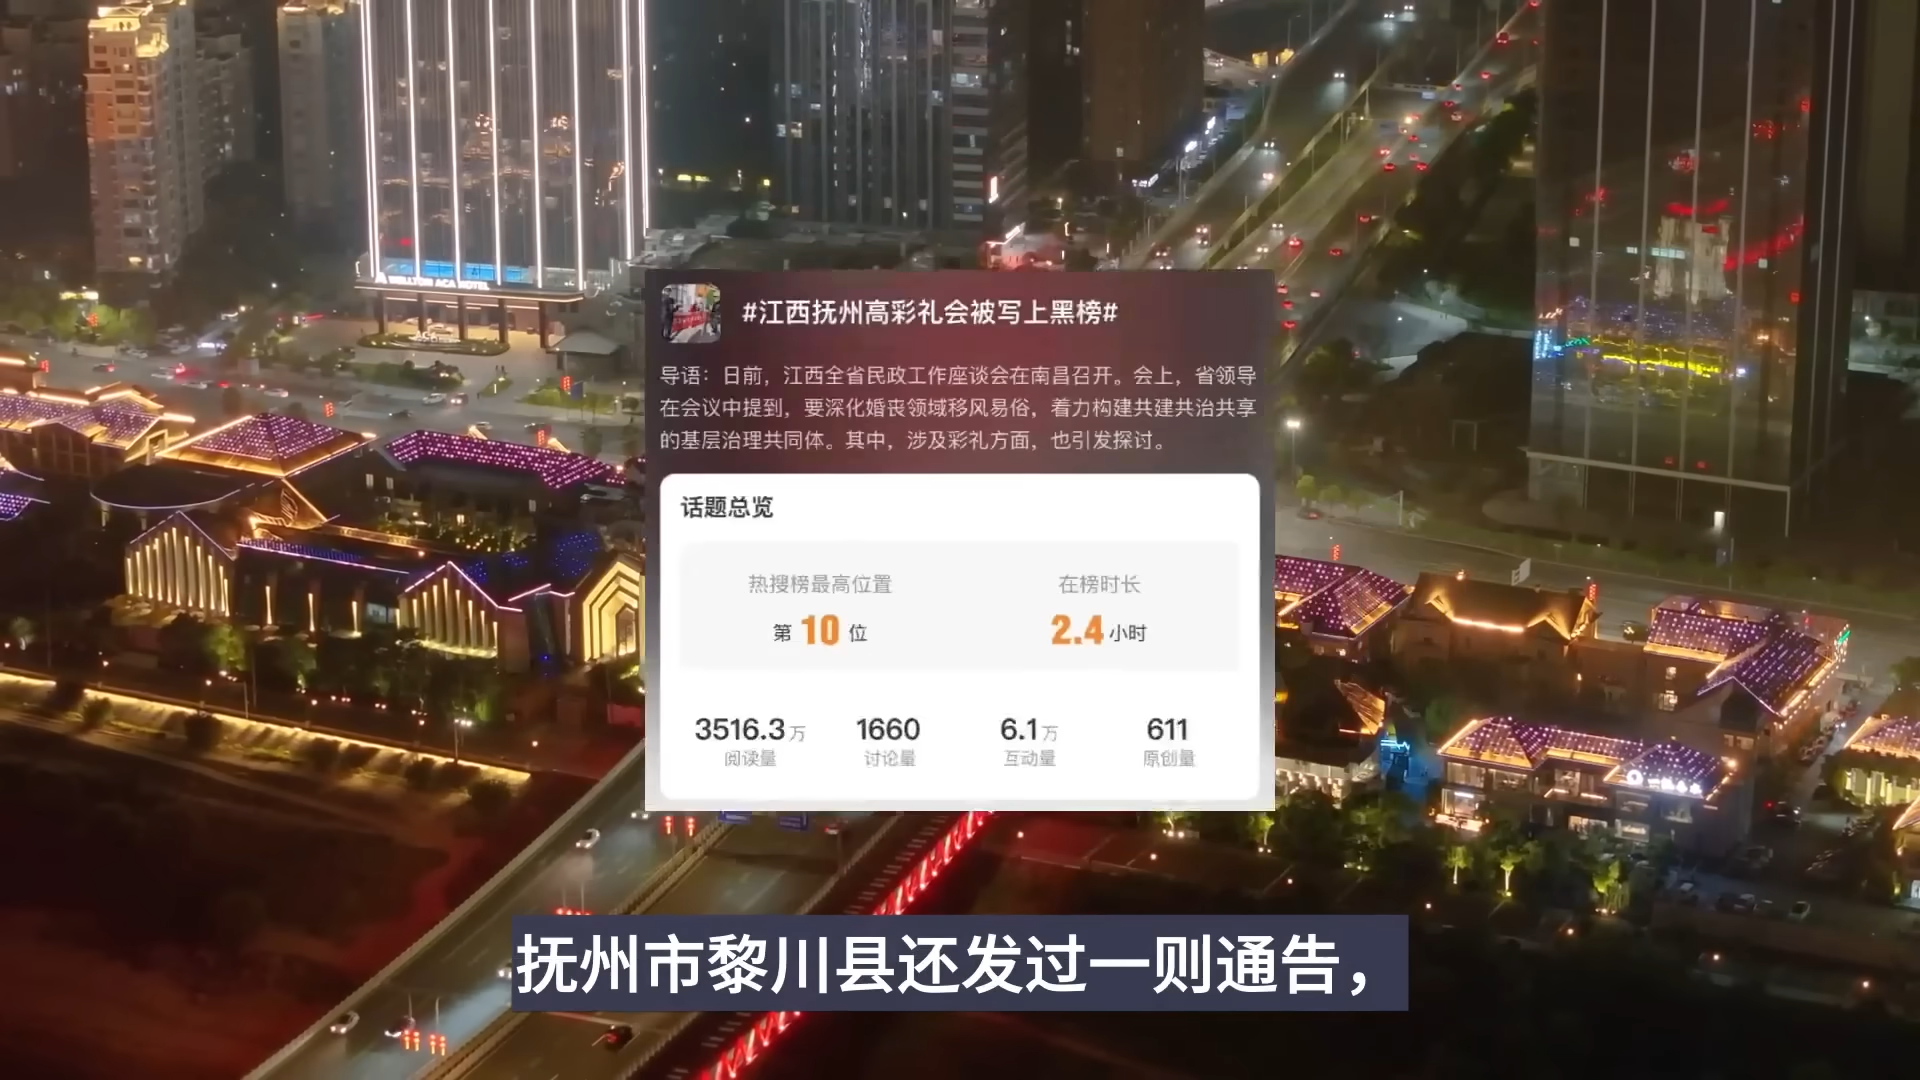 #江西抚州高彩礼会被写上黑榜#
导语：日前，江西全省民政工作座谈会在南昌召开。会上，省领导
在会议中提到，要深化婚丧领域移风易俗，着力构建共建共治共享
的基层治理共同体。其中，涉及彩礼方面，也引发探讨。
话题总览
热搜榜最高位置 在榜时长
第 10 位 2.4 小时
3516.3万 1660 6.1万 611
阅读量 讨论量 互动量 原创量
抚州市黎川县还发过一则通告，